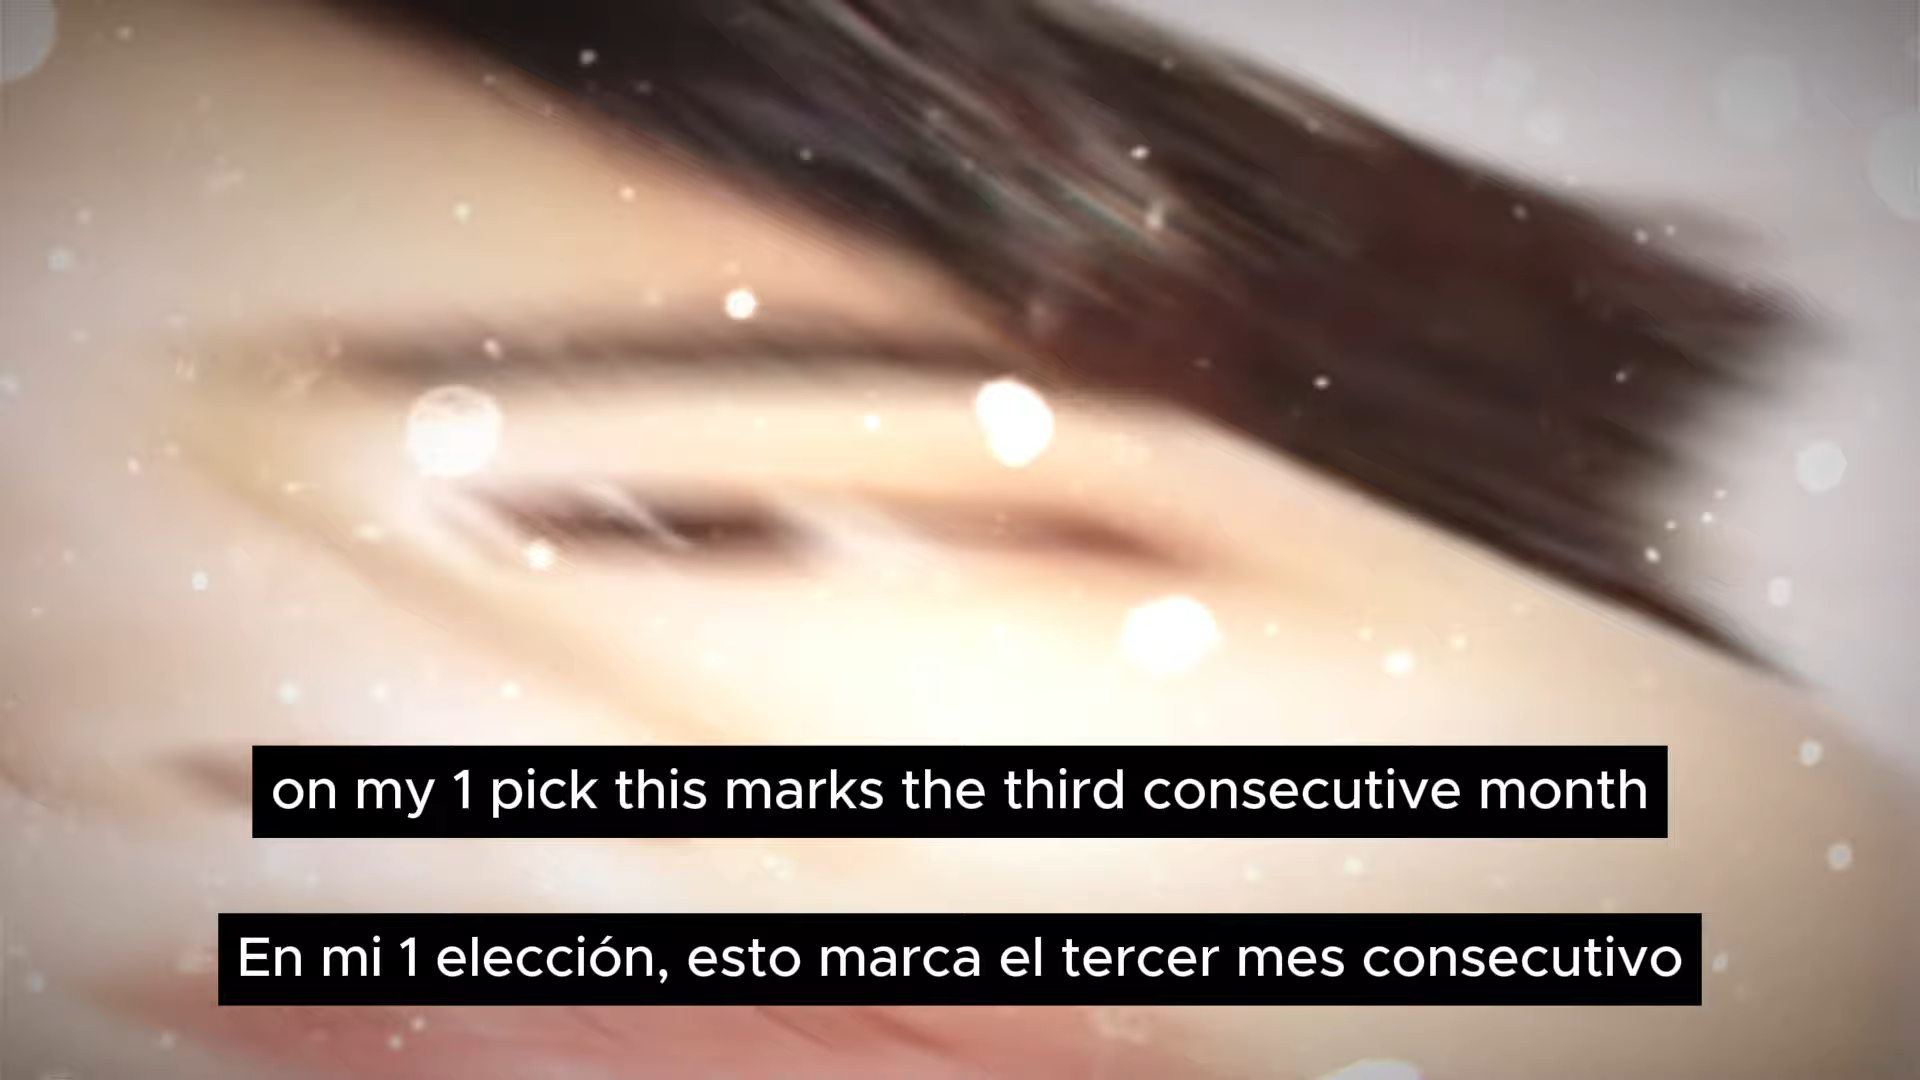 on my 1 pick this marks the third consecutive month
En mi 1 elección, esto marca el tercer mes consecutivo